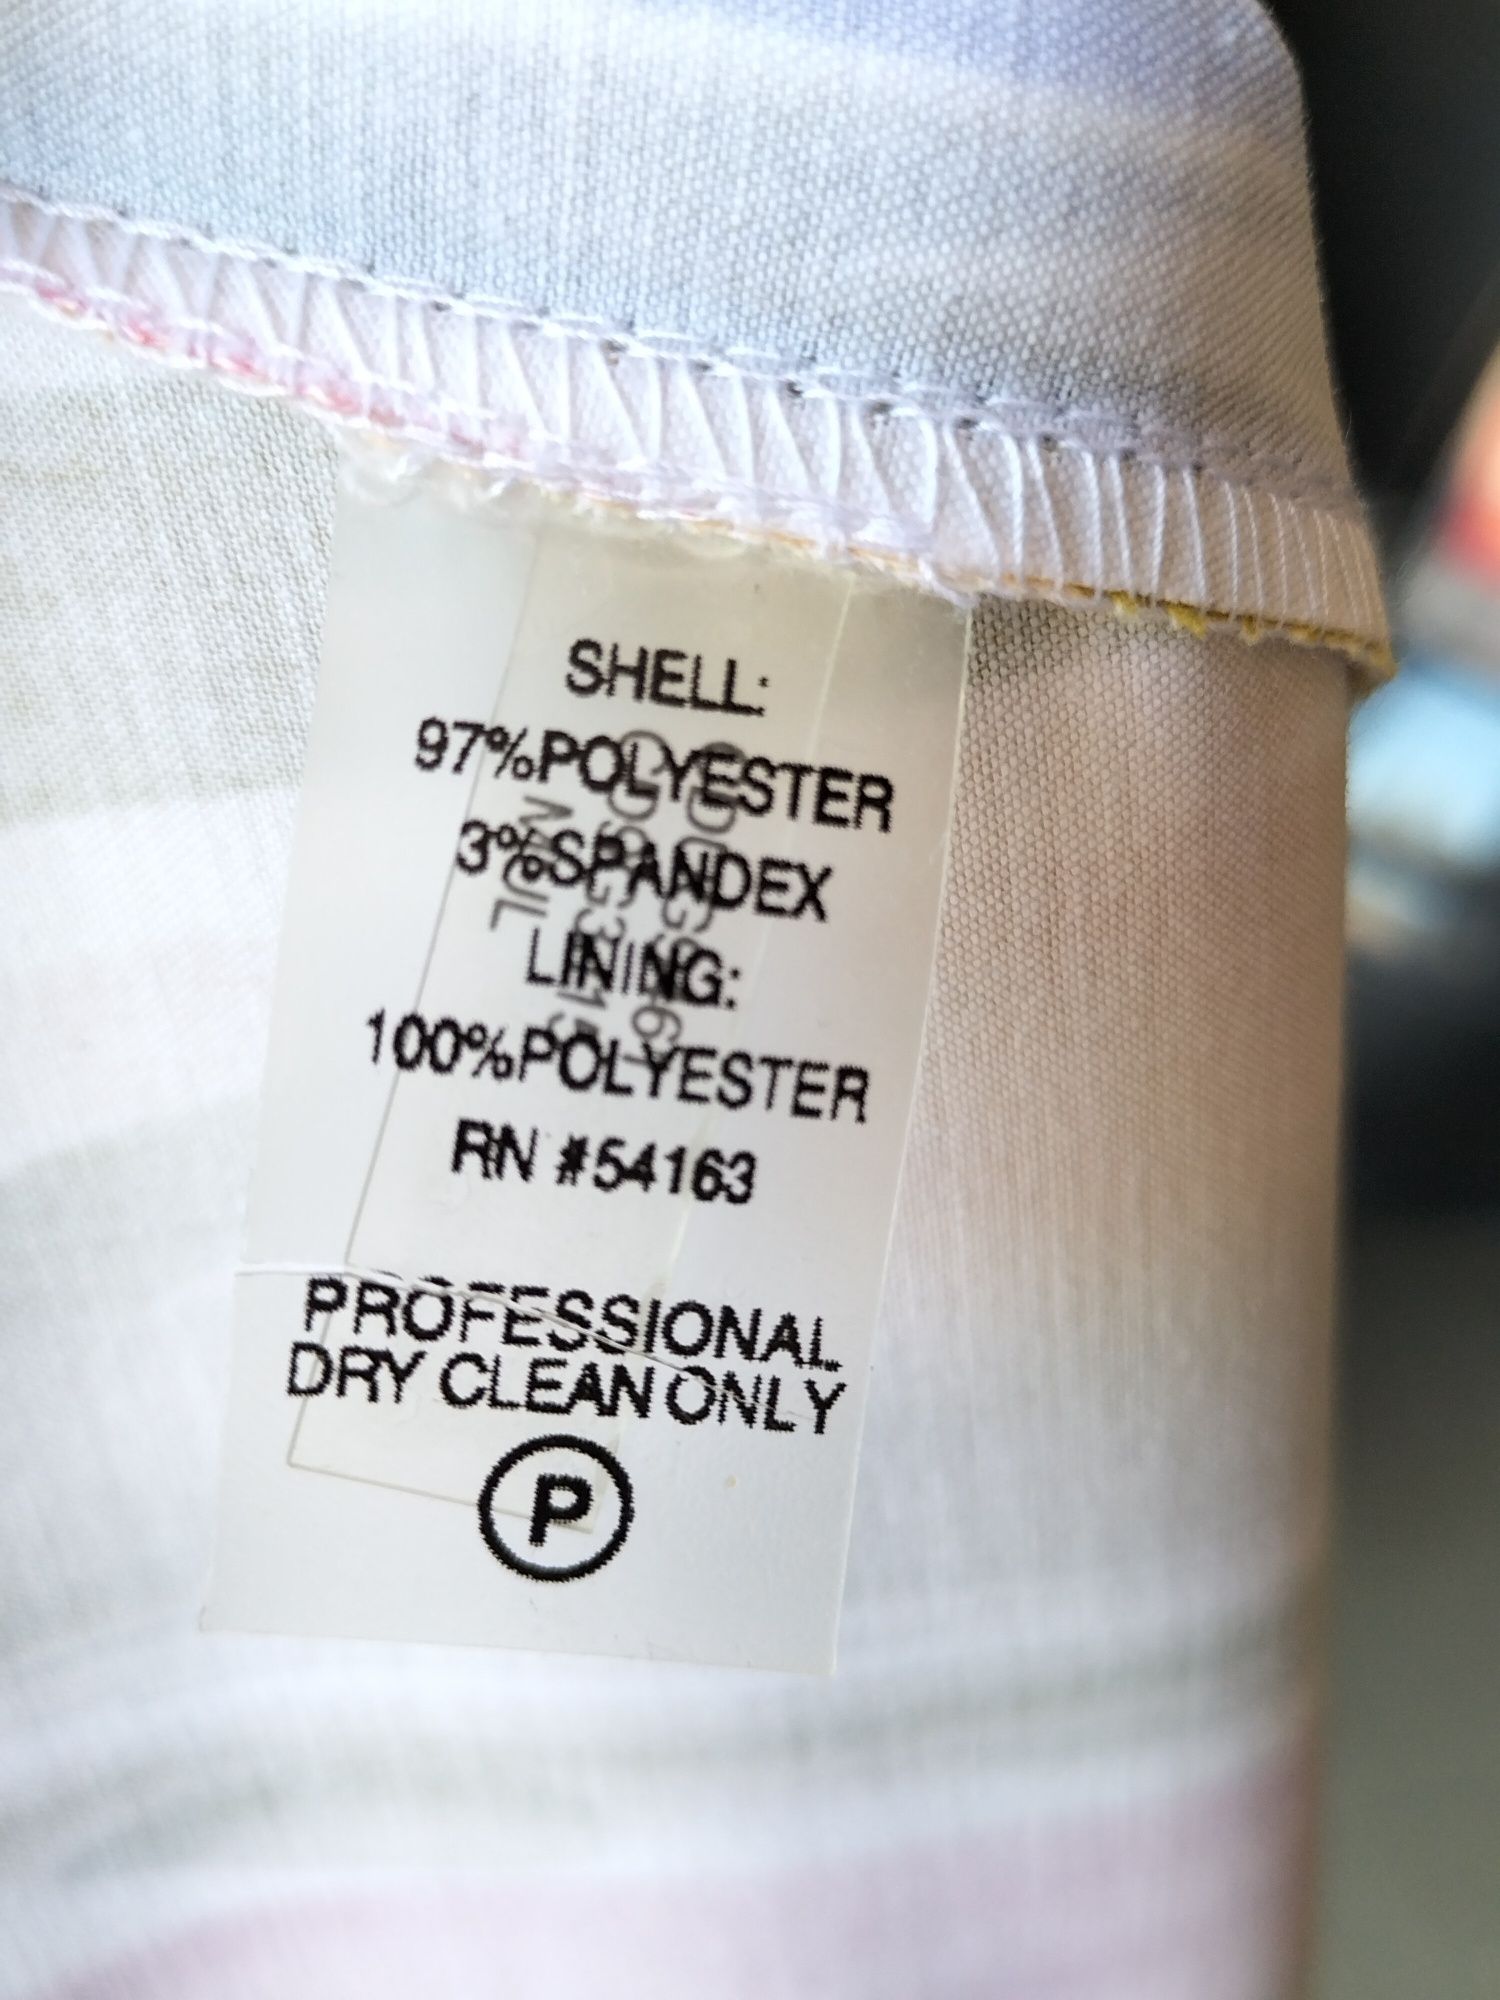 SHELL:
97%POLYESTER
3%SPANDEX
LINING:
100%POLYESTER
RN #54163
PROFESSIONAL
DRY CLEAN ONLY
P